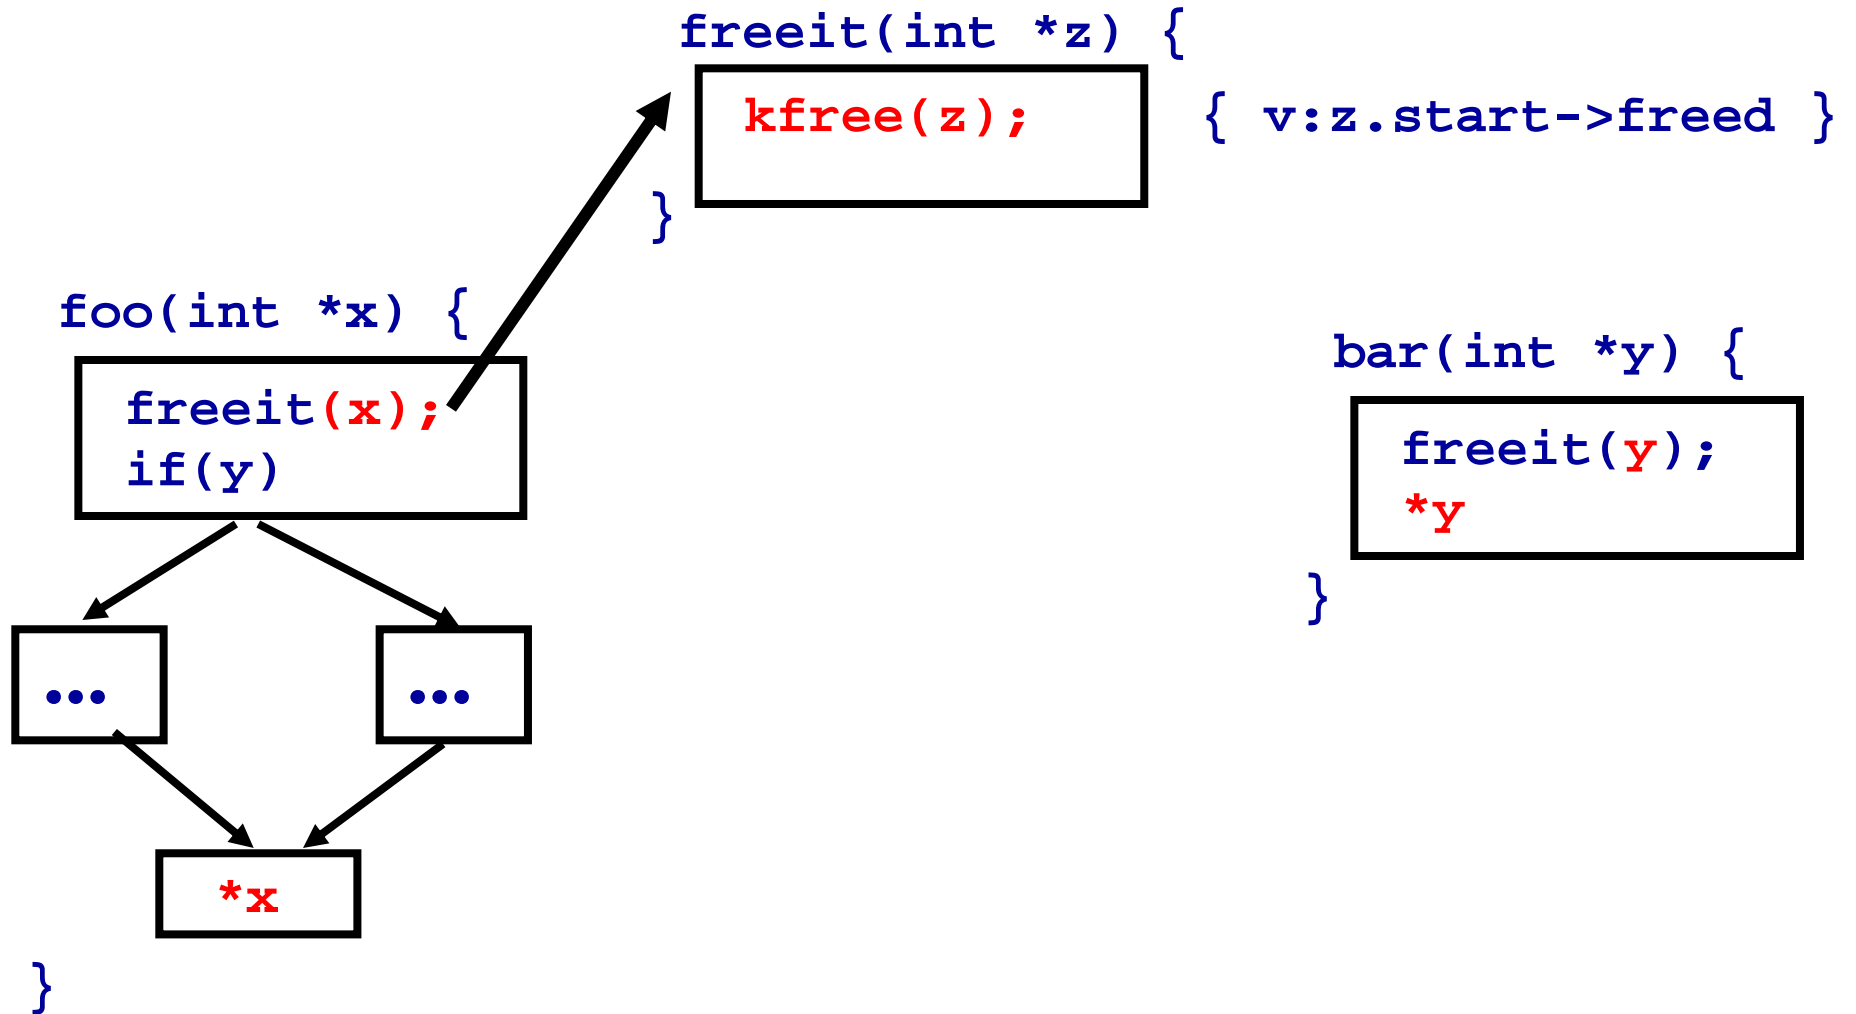 freeit(int *z) {
kfree(z);
{ v:z.start->freed }
}
foo(int *x) {
freeit(x);
if(y)
...
...
*x
}
bar(int *y) {
freeit(y);
*y
}